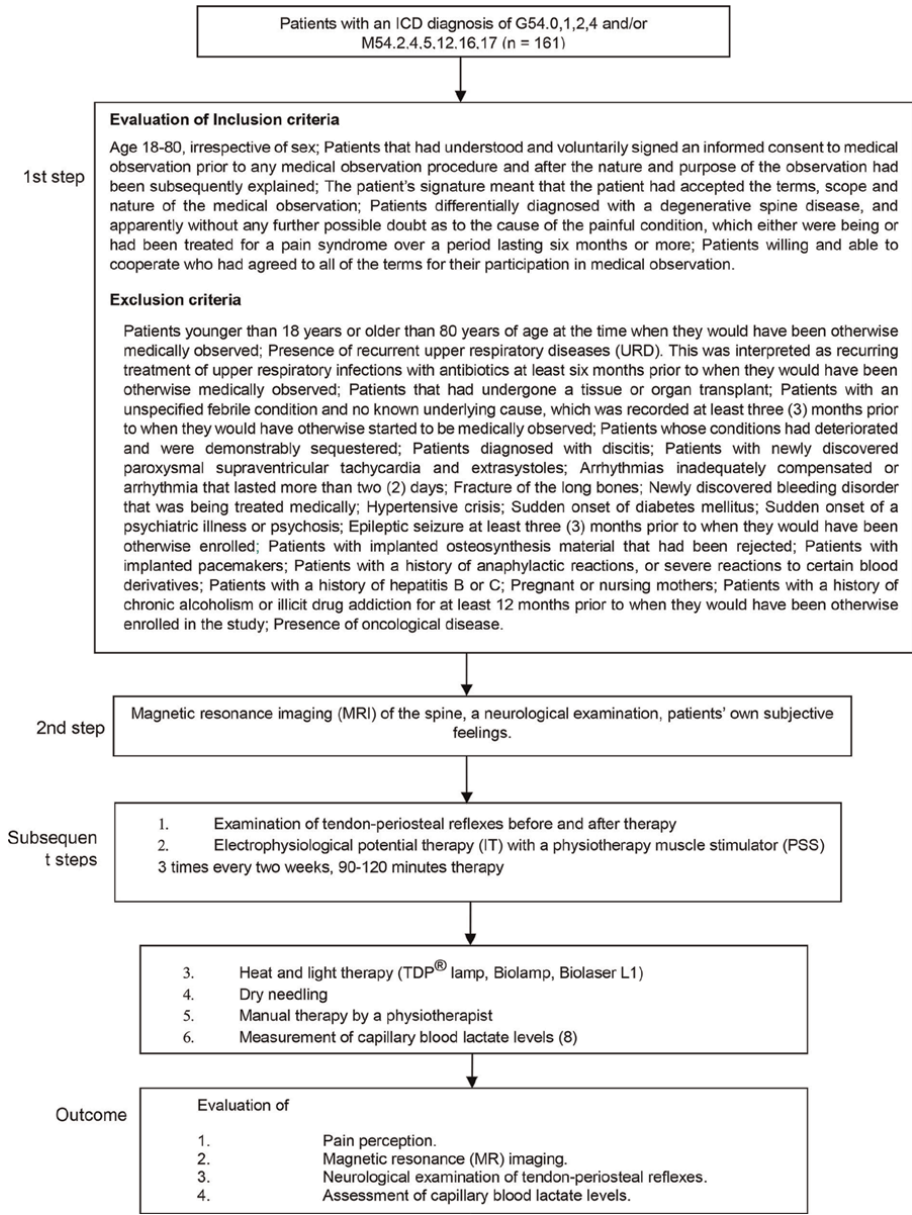 Patients with an ICD diagnosis of G54.0,1,2,4 and/or
M54.2,4,5,12,16,17 (n = 161)
1st step
Evaluation of Inclusion criteria
Age 18-80, irrespective of sex; Patients that had understood and voluntarily signed an informed consent to medical
observation prior to any medical observation procedure and after the nature and purpose of the observation had
been subsequently explained; The patient's signature meant that the patient had accepted the terms, scope and
nature of the medical observation; Patients differentially diagnosed with a degenerative spine disease, and
apparently without any further possible doubt as to the cause of the painful condition, which either were being or
had been treated for a pain syndrome over a period lasting six months or more; Patients willing and able to
cooperate who had agreed to all of the terms for their participation in medical observation.
Exclusion criteria
Patients younger than 18 years or older than 80 years of age at the time when they would have been otherwise
medically observed; Presence of recurrent upper respiratory diseases (URD). This was interpreted as recurring
treatment of upper respiratory infections with antibiotics at least six months prior to when they would have been
otherwise medically observed; Patients that had undergone a tissue or organ transplant; Patients with an
unspecified febrile condition and no known underlying cause, which was recorded at least three (3) months prior
to when they would have otherwise started to be medically observed; Patients whose conditions had deteriorated
and were demonstrably sequestered; Patients diagnosed with discitis; Patients with newly discovered
paroxysmal supraventricular tachycardia and extrasystoles; Arrhythmias inadequately compensated or
arrhythmia that lasted more than two (2) days; Fracture of the long bones; Newly discovered bleeding disorder
that was being treated medically; Hypertensive crisis; Sudden onset of diabetes mellitus; Sudden onset of
a psychiatric illness or psychosis; Epileptic seizure at least three (3) months prior to when they would have been
otherwise enrolled; Patients with implanted osteosynthesis material that had been rejected; Patients with
implanted pacemakers; Patients with a history of anaphylactic reactions, or severe reactions to certain blood
derivatives; Patients with a history of hepatitis B or C; Pregnant or nursing mothers; Patients with a history of
chronic alcoholism or illicit drug addiction for at least 12 months prior to when they would have been otherwise
enrolled in the study; Presence of oncological disease.
2nd step
Magnetic resonance imaging (MRI) of the spine, a neurological examination, patients' own subjective
feelings.
Subsequen
t steps
1. Examination of tendon-periosteal reflexes before and after therapy
2. Electrophysiological potential therapy (IT) with a physiotherapy muscle stimulator (PSS)
3 times every two weeks, 90-120 minutes therapy
3. Heat and light therapy (TDP® lamp, Biolamp, Biolaser L1)
4. Dry needling
5. Manual therapy by a physiotherapist
6. Measurement of capillary blood lactate levels (8)
Outcome
Evaluation of
1. Pain perception.
2. Magnetic resonance (MR) imaging.
3. Neurological examination of tendon-periosteal reflexes.
4. Assessment of capillary blood lactate levels.